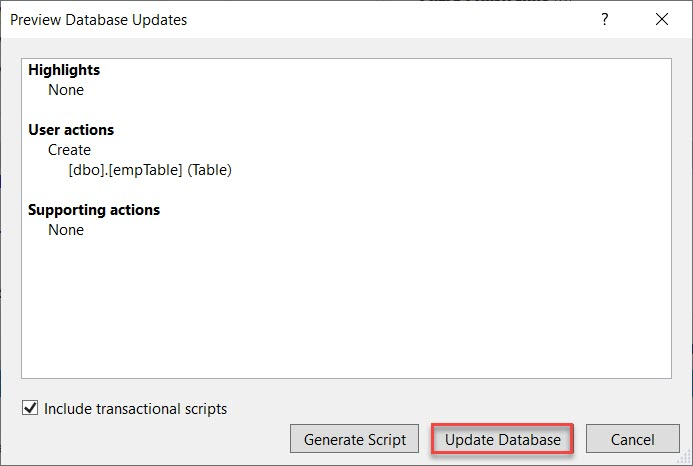 Preview Database Updates
?
Highlights
None
User actions
Create
[dbo].[empTable] (Table)
Supporting actions
None
Include transactional scripts
Generate Script
Update Database
Cancel